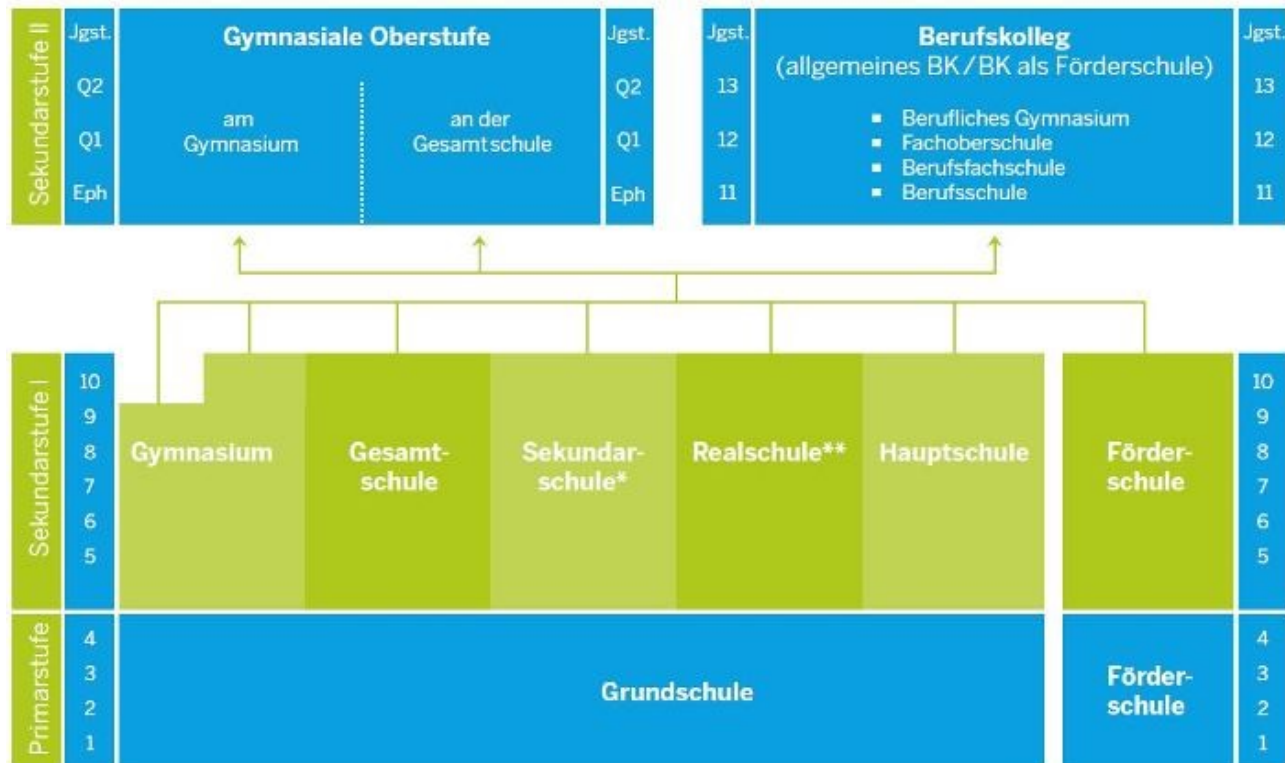 Sekundarstufe II
Jgst.
Q2
Q1
Eph
Gymnasiale Oberstufe
am
Gymnasium
an der
Gesamtschule
Jgst.
Q2
Q1
Eph
Jgst.
13
12
11
Berufskolleg
(allgemeines BK/BK als Förderschule)
▪ Berufliches Gymnasium
▪ Fachoberschule
▪ Berufsfachschule
▪ Berufsschule
Jgst.
13
12
11
Sekundarstufe I
10
9
8
7
6
5
Gymnasium
Gesamt-
schule
Sekundar-
schule*
Realschule**
Hauptschule
Förder-
schule
10
9
8
7
6
5
Primarstufe
4
3
2
1
Grundschule
Förder-
schule
4
3
2
1